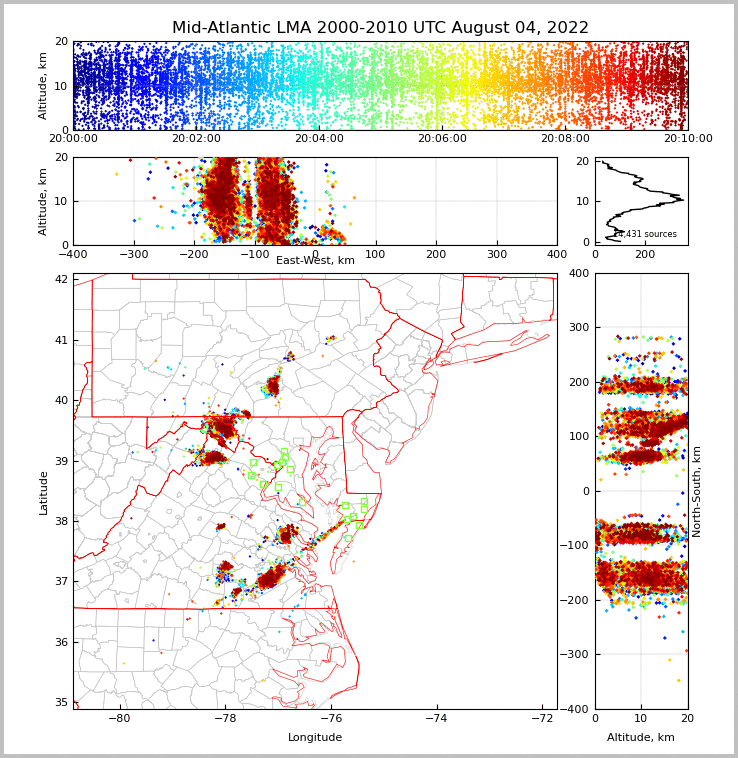 Mid-Atlantic LMA 2000-2010 UTC August 04, 2022
Altitude, km
20
10
0
20:00:00 20:02:00 20:04:00 20:06:00 20:08:00 20:10:00
Altitude, km
20
10
0
−400 −300 −200 −100 0 100 200 300 400
East-West, km
20
10
0
0 200
4,431 sources
Latitude
42
41
40
39
38
37
36
35
−80 −78 −76 −74 −72
Longitude
400
300
200
100
0
−100
−200
−300
−400
North-South, km
0 10 20
Altitude, km